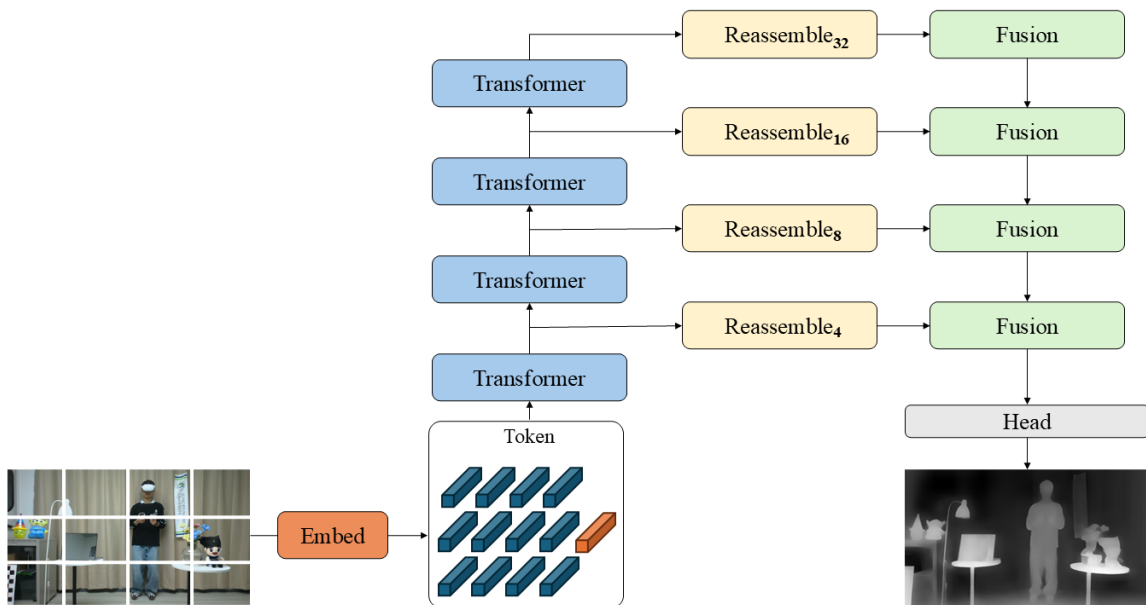 Reassemble32
Fusion
Transformer
Reassemble16
Fusion
Transformer
Reassemble8
Fusion
Transformer
Reassemble4
Fusion
Transformer
Head
Token
Embed